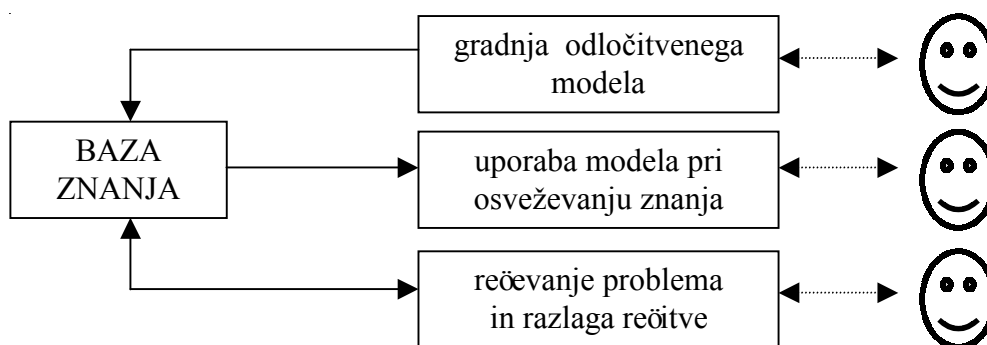 gradnja odločitvenega
modela
BAZA
ZNANJA
uporaba modela pri
osveževanju znanja
reöevanje problema
in razlaga reöitve